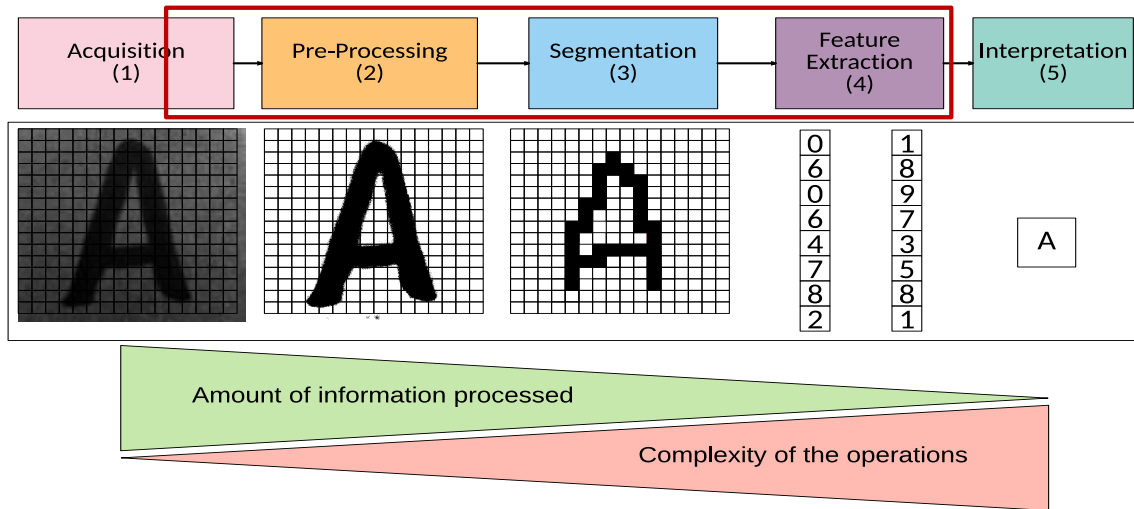 Acquisition
(1)
Pre-Processing
(2)
Segmentation
(3)
Feature
Extraction
(4)
Interpretation
(5)
A
A
A
0 1
6 8
0 9
6 7
4 3
7 5
8 8
2 1
A
Amount of information processed
Complexity of the operations